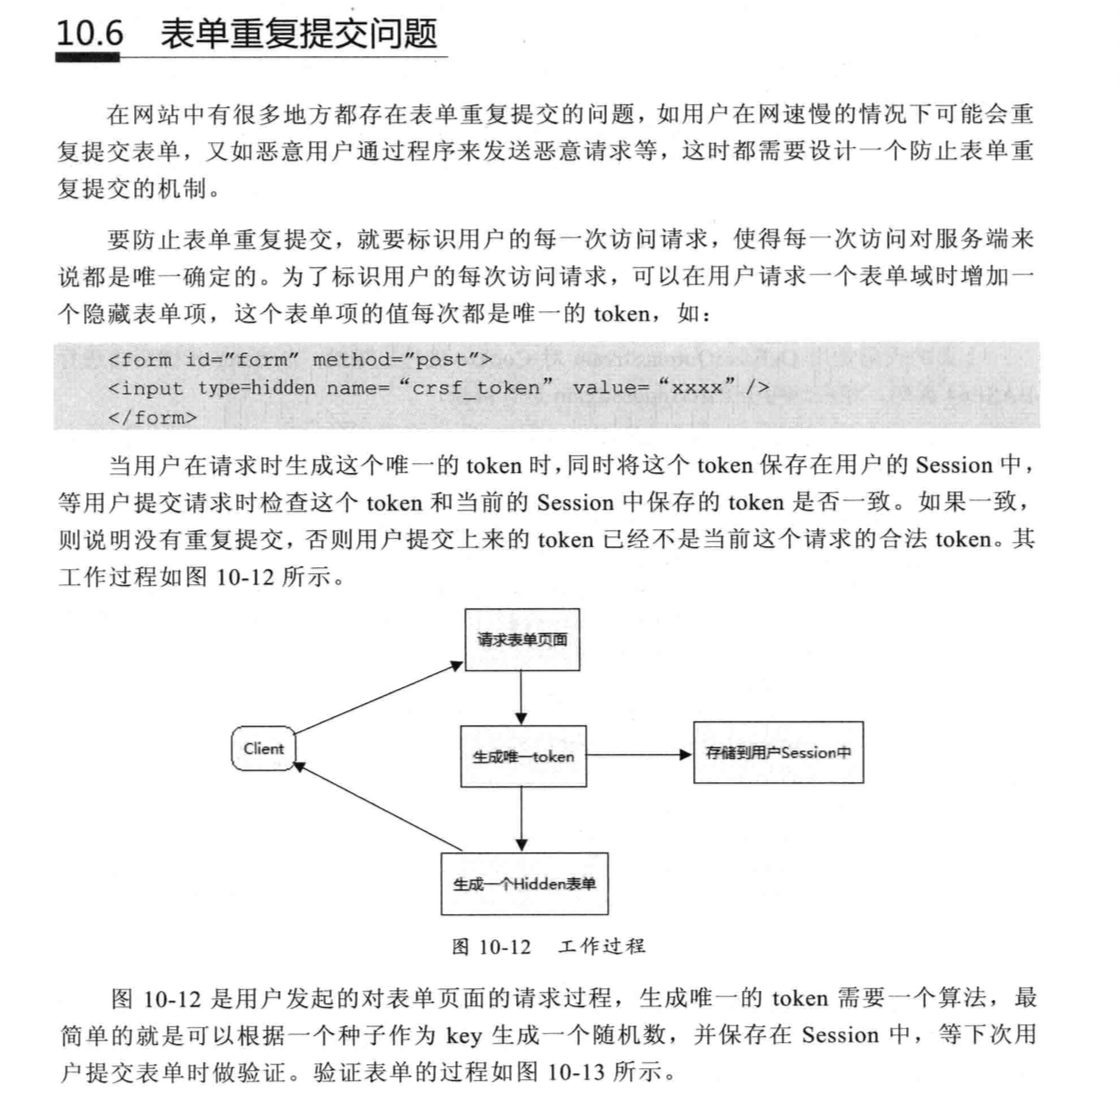 10.6 表单重复提交问题
在网站中有很多地方都存在表单重复提交的问题，如用户在网速慢的情况下可能会重
复提交表单，又如恶意用户通过程序来发送恶意请求等，这时都需要设计一个防止表单重
复提交的机制。
要防止表单重复提交，就要标识用户的每一次访问请求，使得每一次访问对服务端来
说都是唯一确定的。为了标识用户的每次访问请求，可以在用户请求一个表单域时增加一
个隐藏表单项，这个表单项的值每次都是唯一的 token，如：
<form id=″form″ method=″post″>
<input type=hidden name= “crsf_token” value= “xxxx” />
</form>
当用户在请求时生成这个唯一的 token 时，同时将这个 token 保存在用户的 Session 中，
等用户提交请求时检查这个 token 和当前的 Session 中保存的 token 是否一致。如果一致，
则说明没有重复提交，否则用户提交上来的 token 已经不是当前这个请求的合法 token。其
工作过程如图 10-12 所示。
请求表单页面
Client
生成唯一token
存储到用户Session中
生成一个Hidden表单
图 10-12 工作过程
图 10-12 是用户发起的对表单页面的请求过程，生成唯一的 token 需要一个算法，最
简单的就是可以根据一个种子作为 key 生成一个随机数，并保存在 Session 中，等下次用
户提交表单时做验证。验证表单的过程如图 10-13 所示。